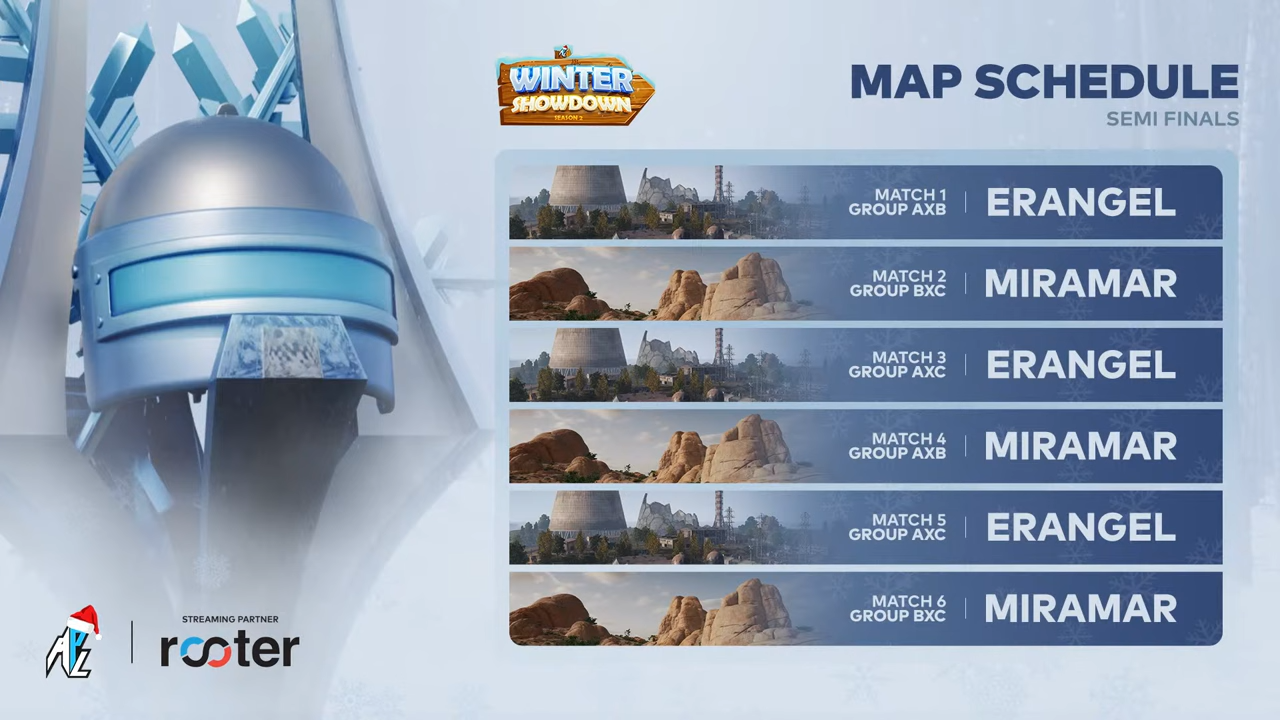 WINTER
SHOWDOWN
SEASON 2
MAP SCHEDULE
SEMI FINALS
MATCH 1
GROUP AXB
ERANGEL
MATCH 2
GROUP BXC
MIRAMAR
MATCH 3
GROUP AXC
ERANGEL
MATCH 4
GROUP AXB
MIRAMAR
MATCH 5
GROUP AXC
ERANGEL
MATCH 6
GROUP BXC
MIRAMAR
STREAMING PARTNER
rooter